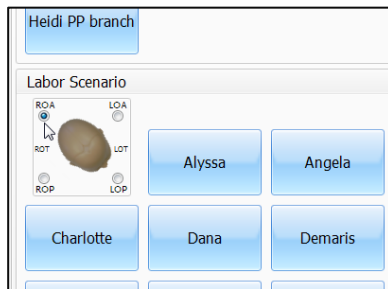 Heidi PP branch
Labor Scenario
ROA LOA
ROT LOT
ROP LOP
Alyssa Angela
Charlotte Dana Demaris